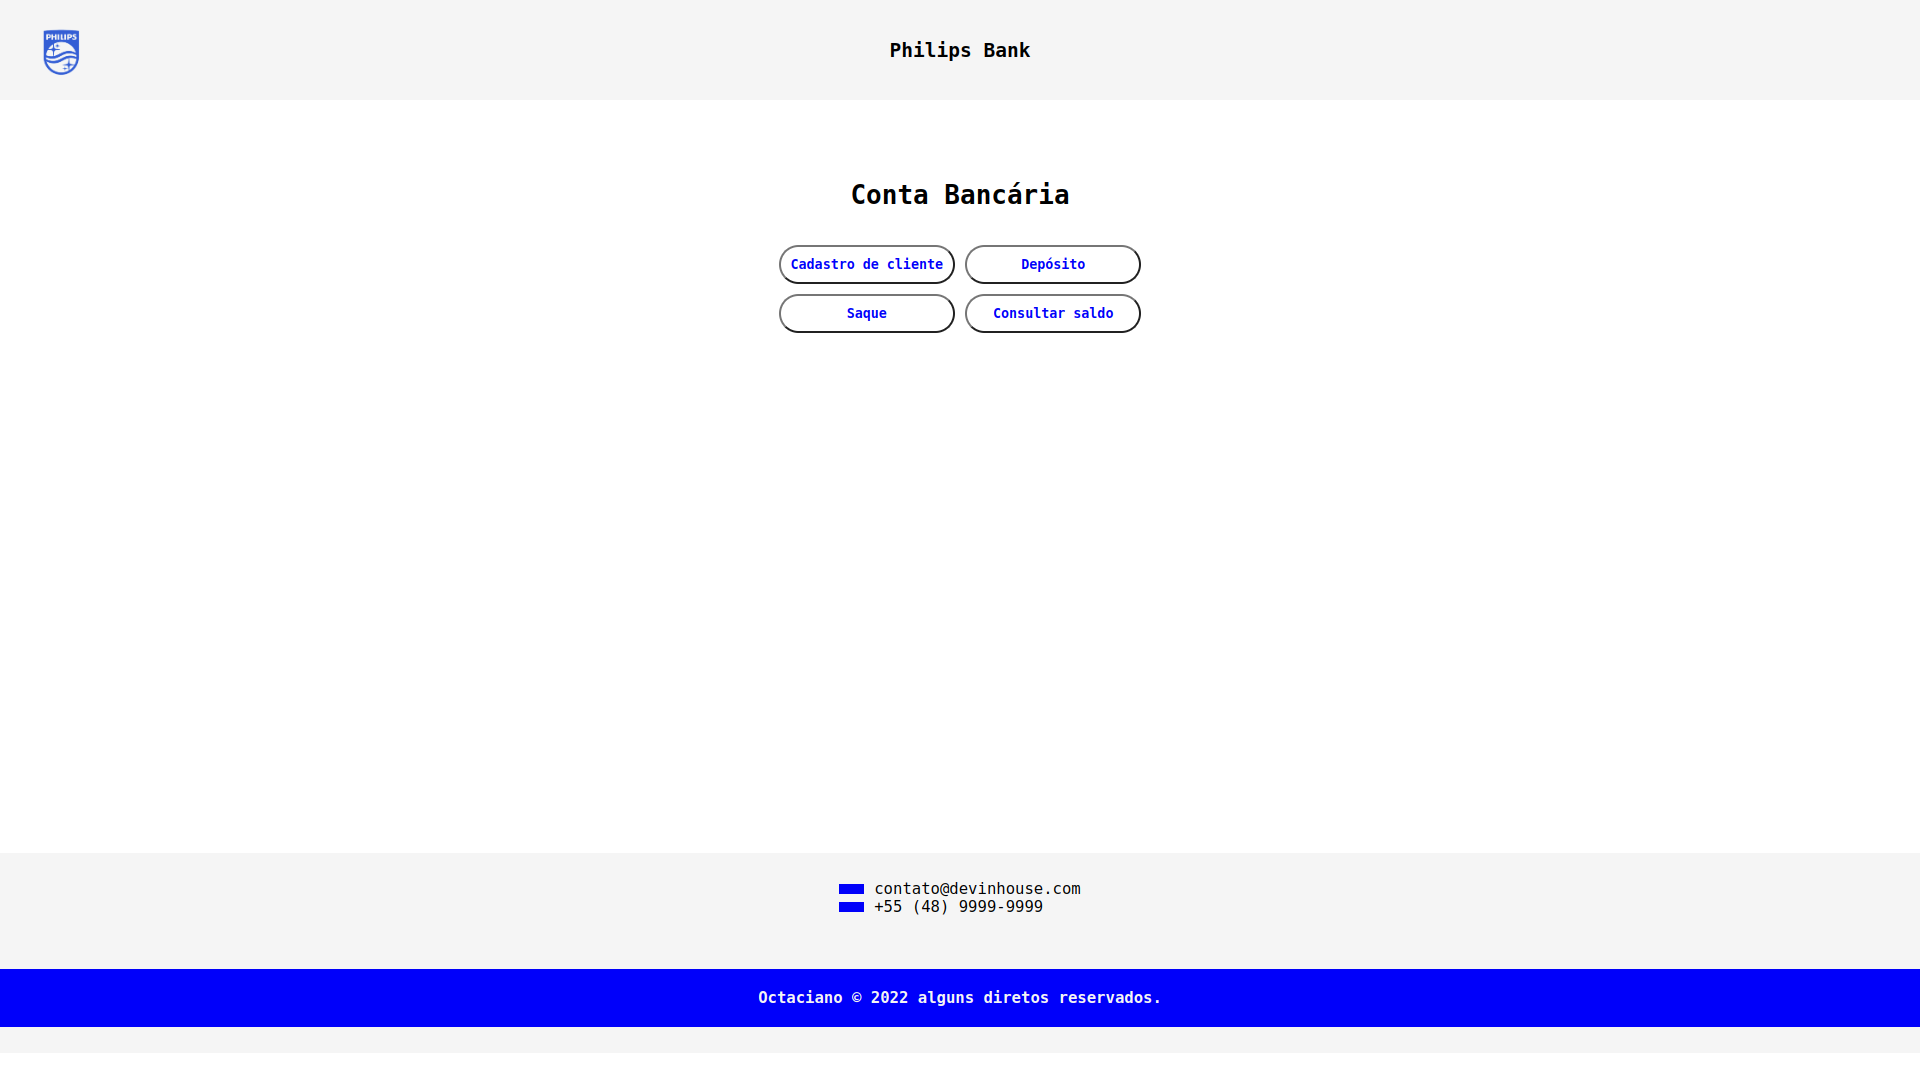 PHILIPS
Philips Bank
Conta Bancária
Cadastro de cliente
Depósito
Saque
Consultar saldo
contato@devinhouse.com
+55 (48) 9999-9999
Octaciano © 2022 alguns diretos reservados.